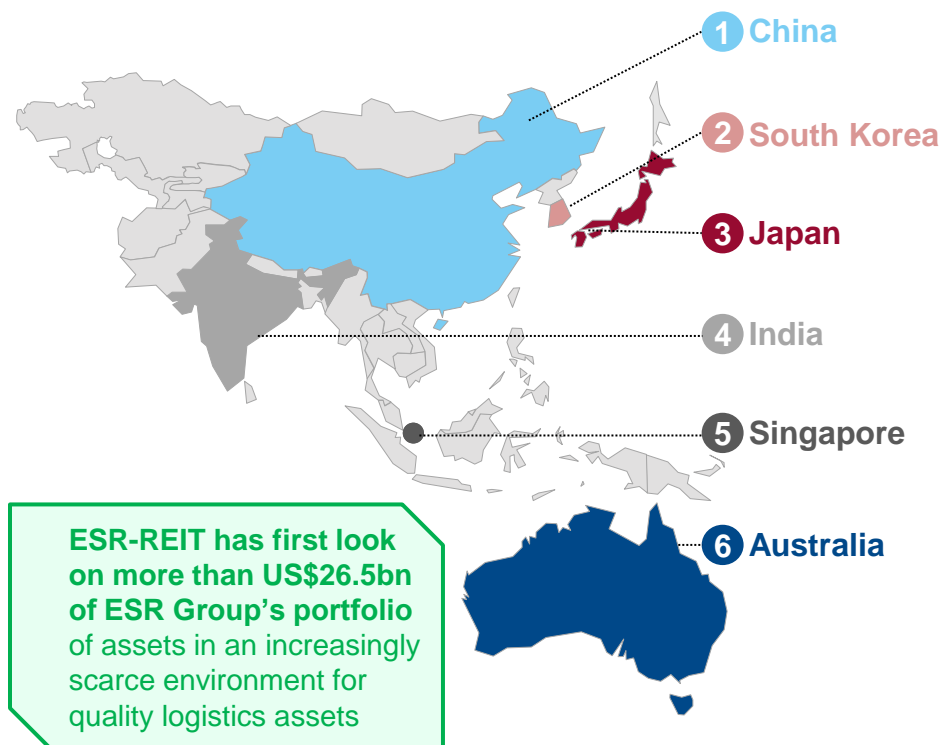 1 China
2 South Korea
3 Japan
4 India
5 Singapore
6 Australia
ESR-REIT has first look
on more than US$26.5bn
of ESR Group’s portfolio
of assets in an increasingly
scarce environment for
quality logistics assets